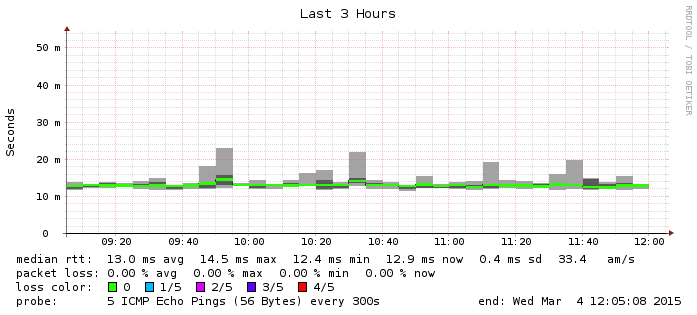 Last 3 Hours
RRDTOOL / TOBI OETIKER
Seconds
50 m
40 m
30 m
20 m
10 m
0
09:20 09:40 10:00 10:20 10:40 11:00 11:20 11:40 12:00
median rtt: 13.0 ms avg 14.5 ms max 12.4 ms min 12.9 ms now 0.4 ms sd 33.4 am/s
packet loss: 0.00 % avg 0.00 % max 0.00 % min 0.00 % now
loss color: 0 1/5 2/5 3/5 4/5
probe: 5 ICMP Echo Pings (56 Bytes) every 300s end: Wed Mar 4 12:05:08 2015